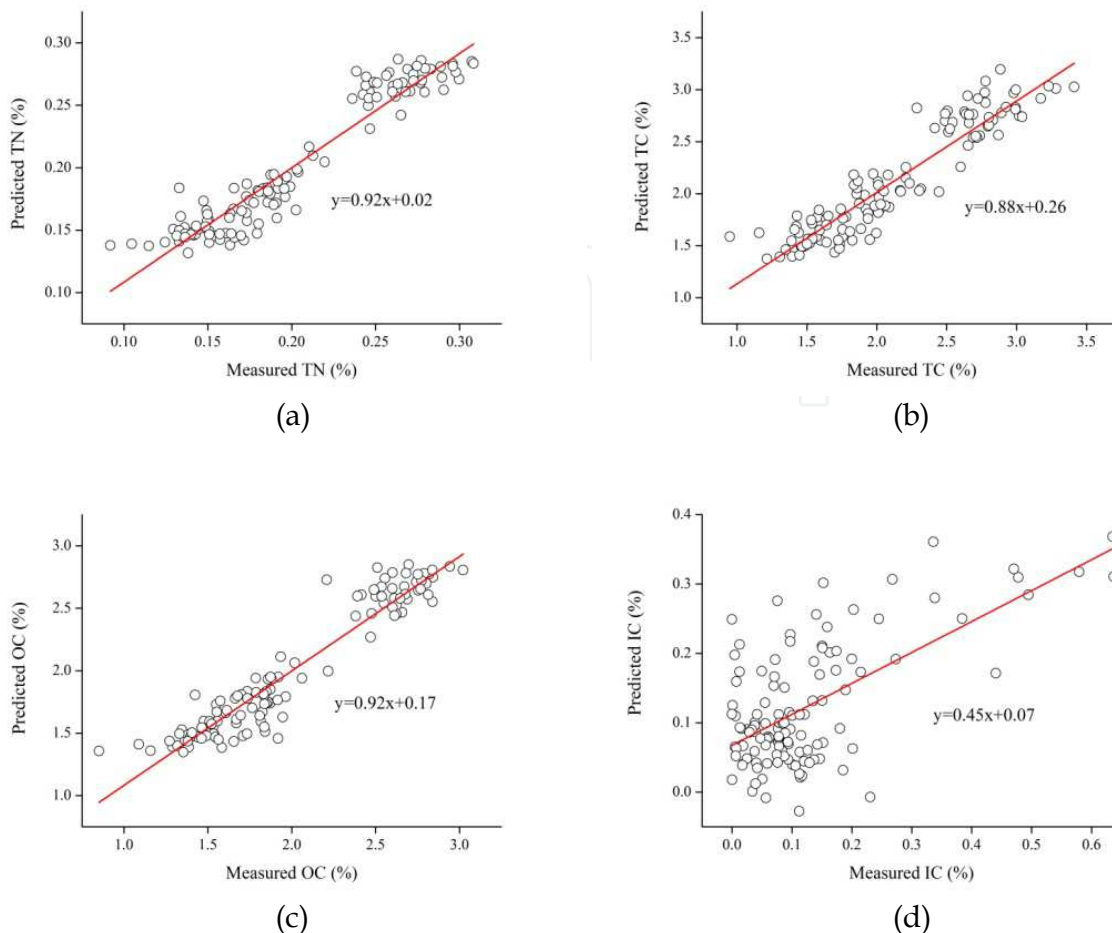 0.30
0.25
0.20
0.15
0.10
Predicted TN (%)
y=0.92x+0.02
0.10 0.15 0.20 0.25 0.30
Measured TN (%)
(a)
3.5
3.0
2.5
2.0
1.5
1.0
Predicted TC (%)
y=0.88x+0.26
1.0 1.5 2.0 2.5 3.0 3.5
Measured TC (%)
(b)
3.0
2.5
2.0
1.5
1.0
Predicted OC (%)
y=0.92x+0.17
1.0 1.5 2.0 2.5 3.0
Measured OC (%)
(c)
0.4
0.3
0.2
0.1
0.0
Predicted IC (%)
y=0.45x+0.07
0.0 0.1 0.2 0.3 0.4 0.5 0.6
Measured IC (%)
(d)